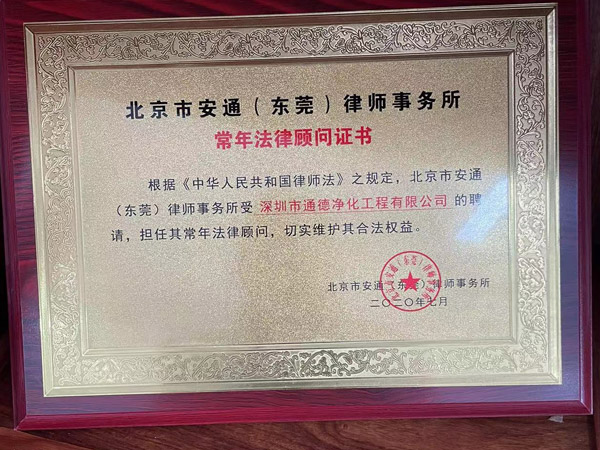 北京市安通（东莞）律师事务所
常年法律顾问证书
根据《中华人民共和国律师法》之规定，北京市安通
（东莞）律师事务所受 深圳市通德净化工程有限公司 的聘
请，担任其常年法律顾问，切实维护其合法权益。
北京市安通（东莞）律师事务所
二〇二〇年七月